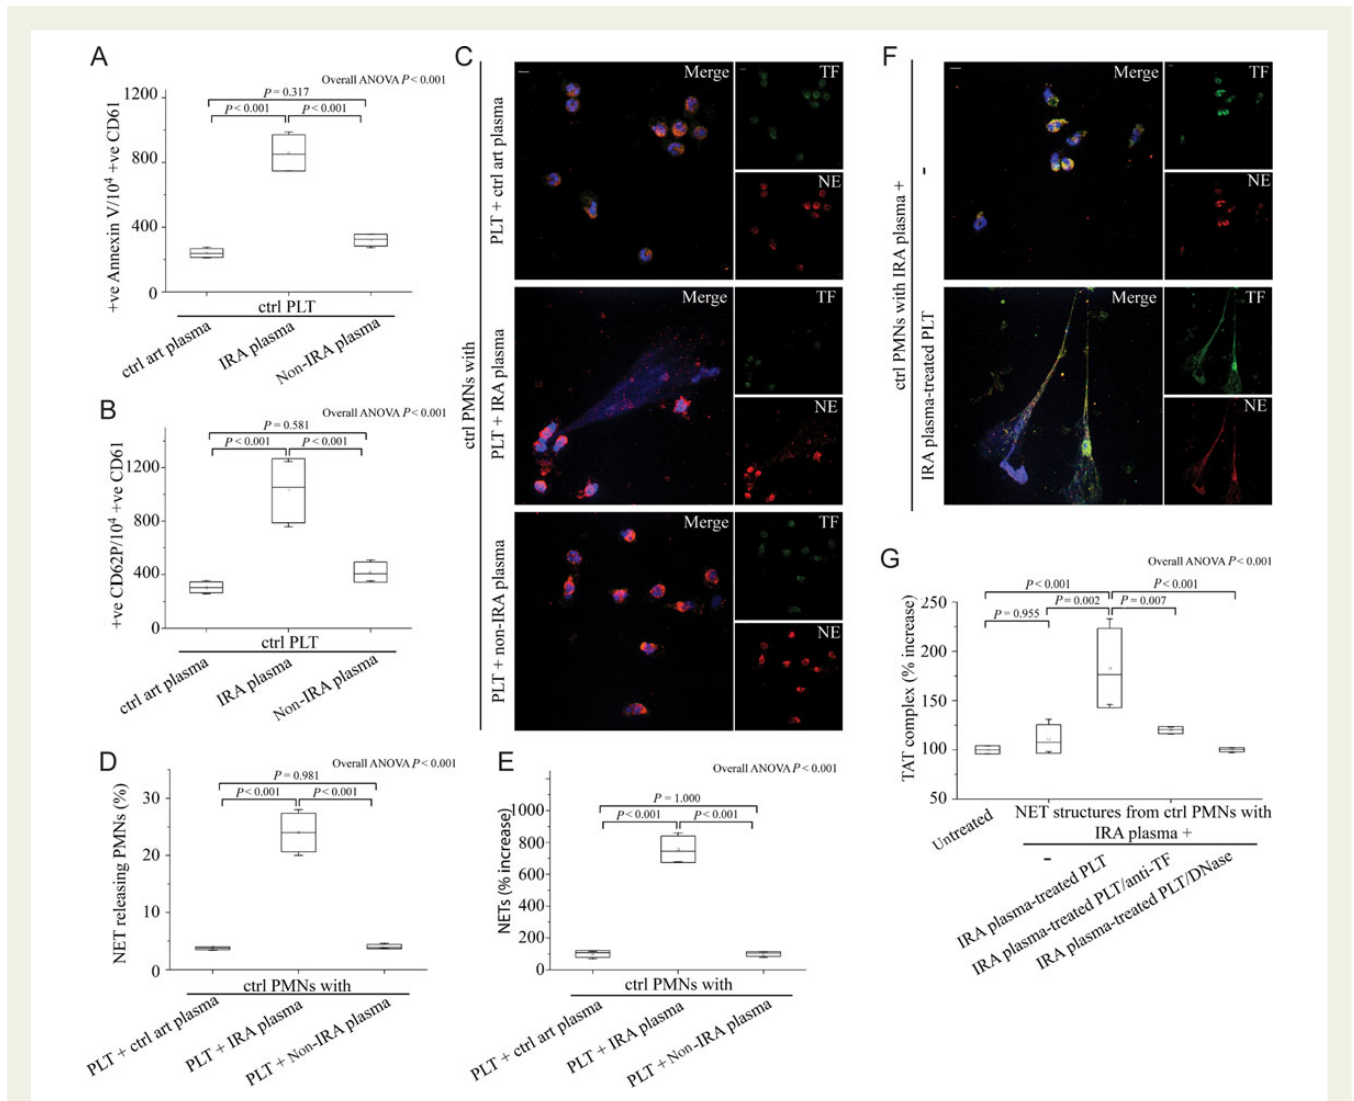 A
Overall ANOVA P < 0.001
P = 0.317
P < 0.001 P < 0.001
+ve Annexin V/10⁴ +ve CD61
1200
800
400
0
ctrl PLT
ctrl art plasma
IRA plasma
Non-IRA plasma
B
Overall ANOVA P < 0.001
P = 0.581
P < 0.001 P < 0.001
+ve CD62P/10⁴ +ve CD61
1200
800
400
0
ctrl PLT
ctrl art plasma
IRA plasma
Non-IRA plasma
C
ctrl PMNs with
PLT + ctrl art plasma
Merge
TF
NE
PLT + IRA plasma
Merge
TF
NE
PLT + non-IRA plasma
Merge
TF
NE
D
Overall ANOVA P < 0.001
P = 0.981
P < 0.001 P < 0.001
NET releasing PMNs (%)
30
20
10
0
ctrl PMNs with
PLT + ctrl art plasma
PLT + IRA plasma
PLT + Non-IRA plasma
E
Overall ANOVA P < 0.001
P = 1.000
P < 0.001 P < 0.001
NETs (% increase)
1000
800
600
400
200
0
ctrl PMNs with
PLT + ctrl art plasma
PLT + IRA plasma
PLT + Non-IRA plasma
F
ctrl PMNs with IRA plasma +
-
Merge
TF
NE
IRA plasma-treated PLT
Merge
TF
NE
G
Overall ANOVA P < 0.001
P < 0.001 P < 0.001
P = 0.002 P = 0.007
P = 0.955
TAT complex (% increase)
250
200
150
100
50
Untreated
NET structures from ctrl PMNs with
IRA plasma +
-
IRA plasma-treated PLT
IRA plasma-treated PLT/anti-TF
IRA plasma-treated PLT/DNase